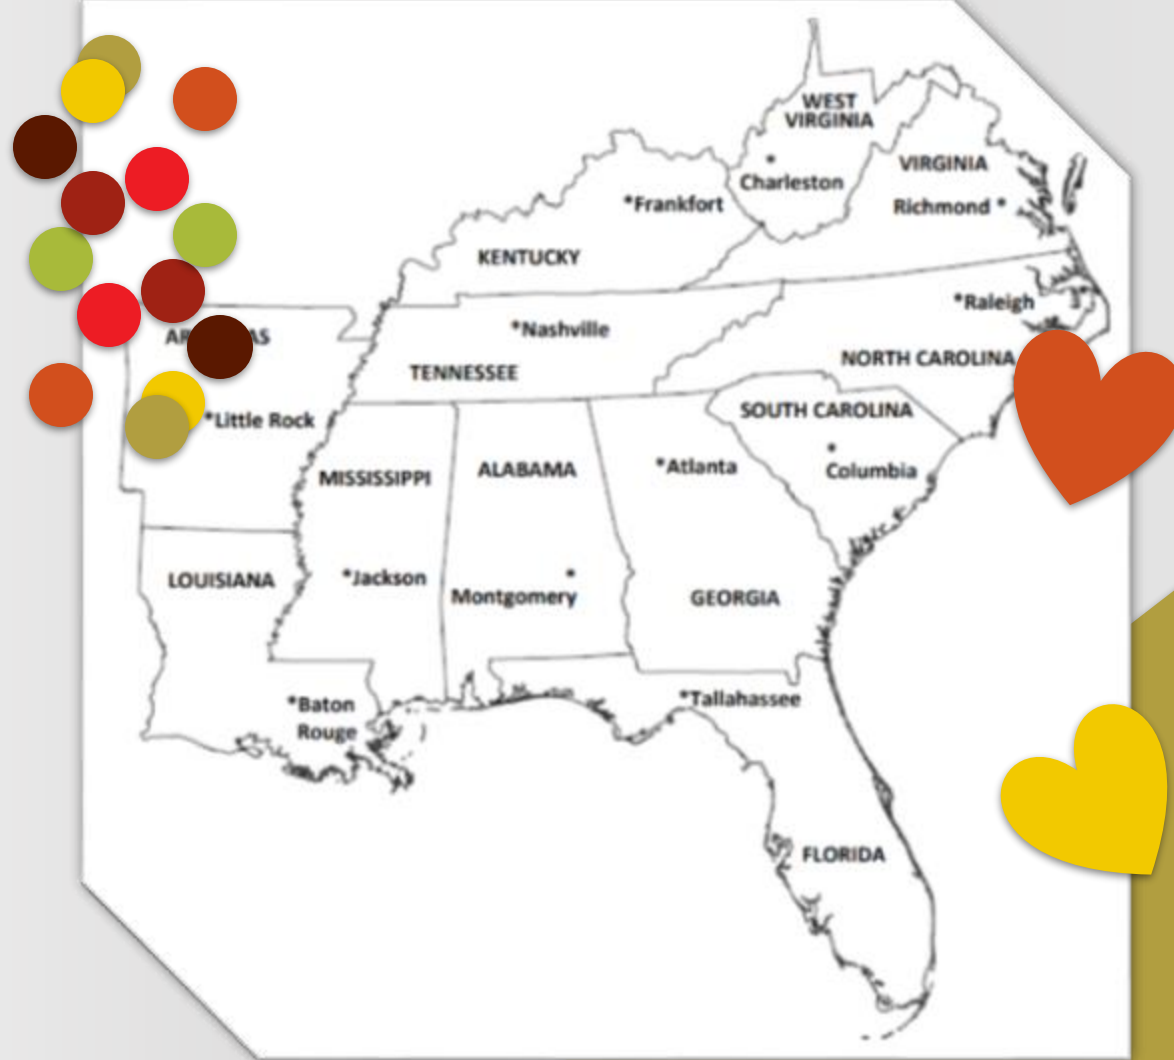 WEST
VIRGINIA
*
Charleston
VIRGINIA
Richmond *
*Frankfort
KENTUCKY
*Raleigh
*Nashville
NORTH CAROLINA
TENNESSEE
*Little Rock
SOUTH CAROLINA
*
Columbia
*Atlanta
ALABAMA
MISSISSIPPI
*Jackson
*
Montgomery
GEORGIA
LOUISIANA
*Baton
Rouge
*Tallahassee
FLORIDA